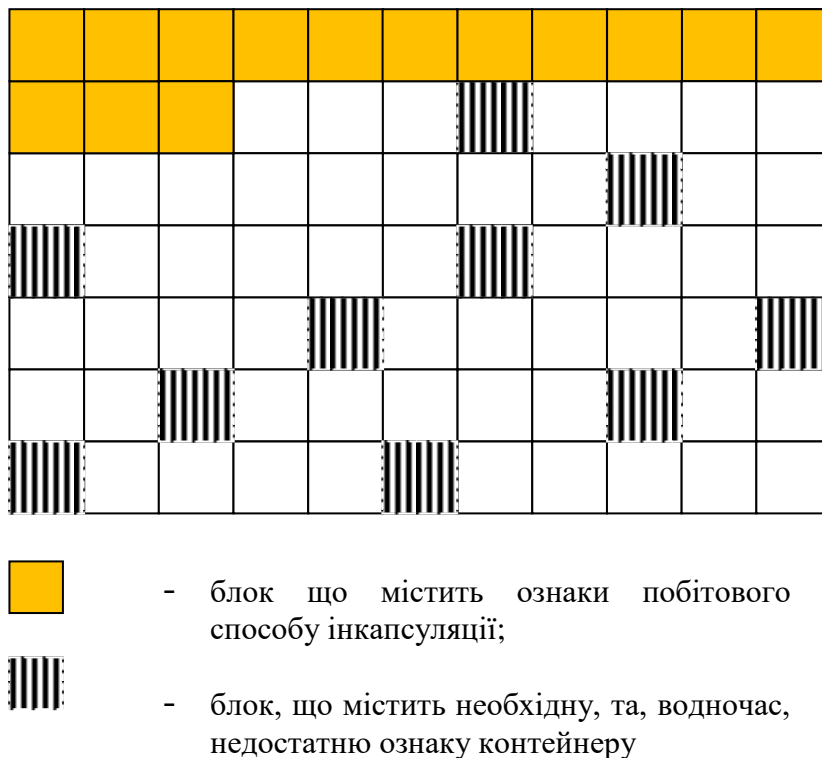 - блок що містить ознаки побітового
способу інкапсуляції;
- блок, що містить необхідну, та, водночас,
недостатню ознаку контейнеру